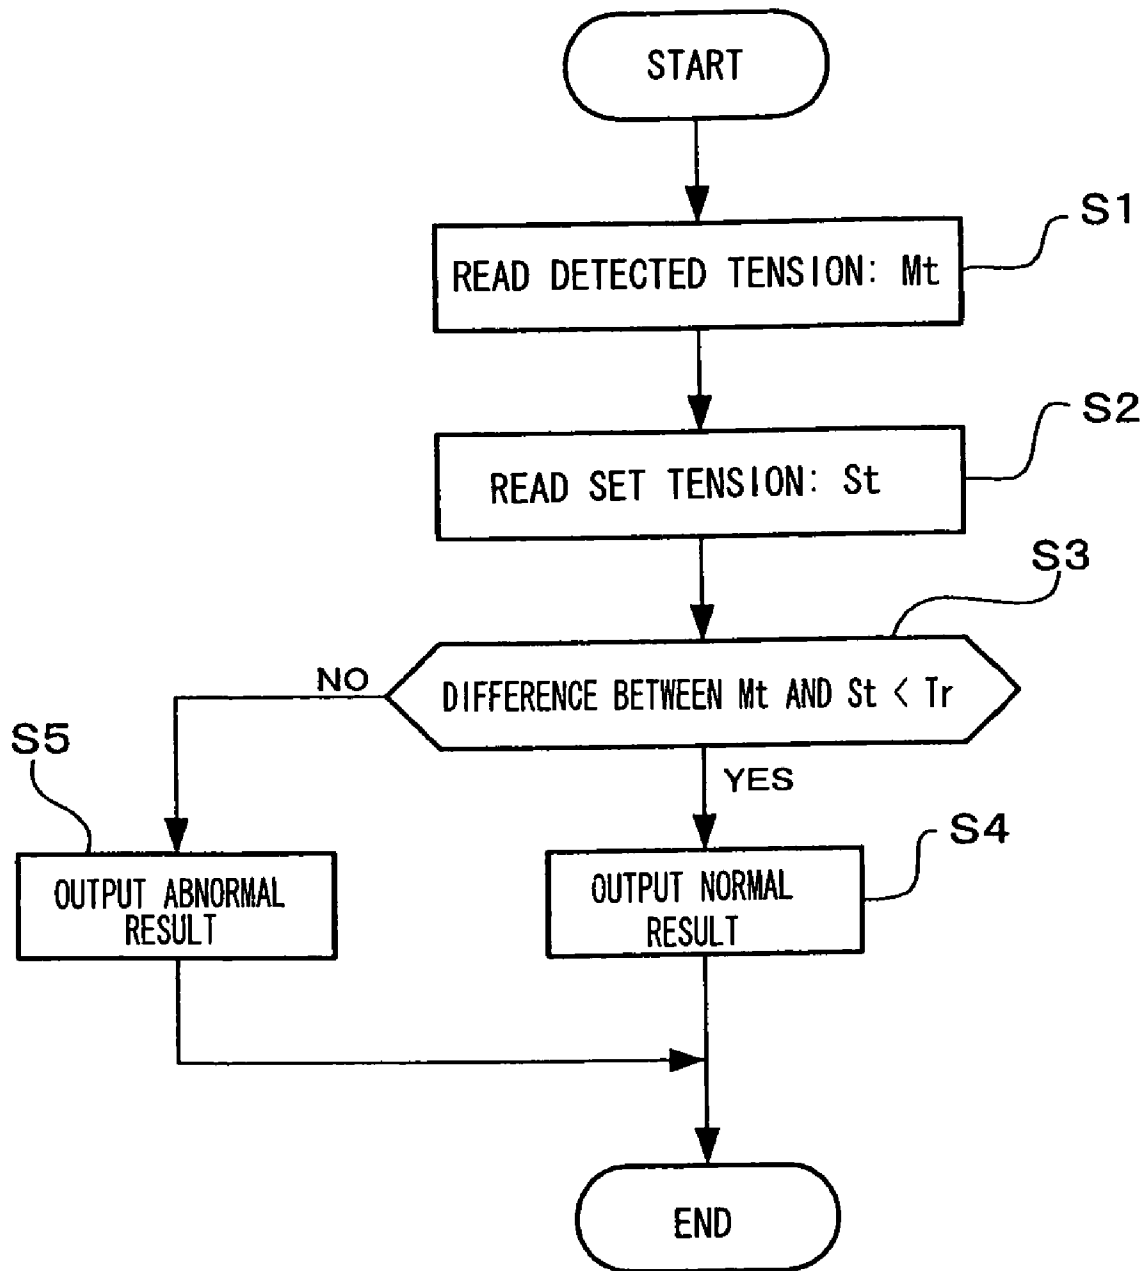 START
S1
READ DETECTED TENSION: Mt
S2
READ SET TENSION: St
S3
DIFFERENCE BETWEEN Mt AND St < Tr
NO
YES
S5
S4
OUTPUT ABNORMAL
RESULT
OUTPUT NORMAL
RESULT
END